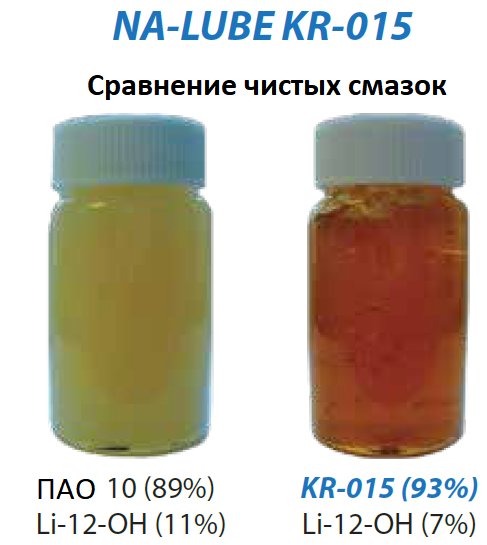 NA-LUBE KR-015
Сравнение чистых смазок
ПАО 10 (89%)
Li-12-OH (11%)
KR-015 (93%)
Li-12-OH (7%)